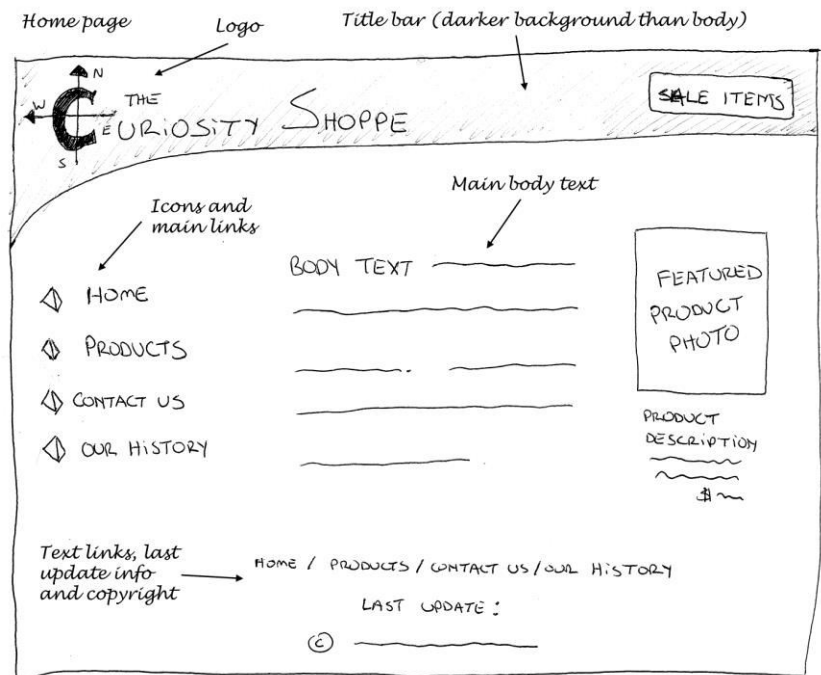 Home page
Logo
Title bar (darker background than body)
N
W
E
S
THE
CURIOSITY SHOPPE
SALE ITEMS
Icons and
main links
Main body text
HOME
PRODUCTS
CONTACT US
OUR HISTORY
BODY TEXT
FEATURED
PRODUCT
PHOTO
PRODUCT
DESCRIPTION
$
Text links, last
update info
and copyright
HOME / PRODUCTS / CONTACT US / OUR HISTORY
LAST UPDATE:
©